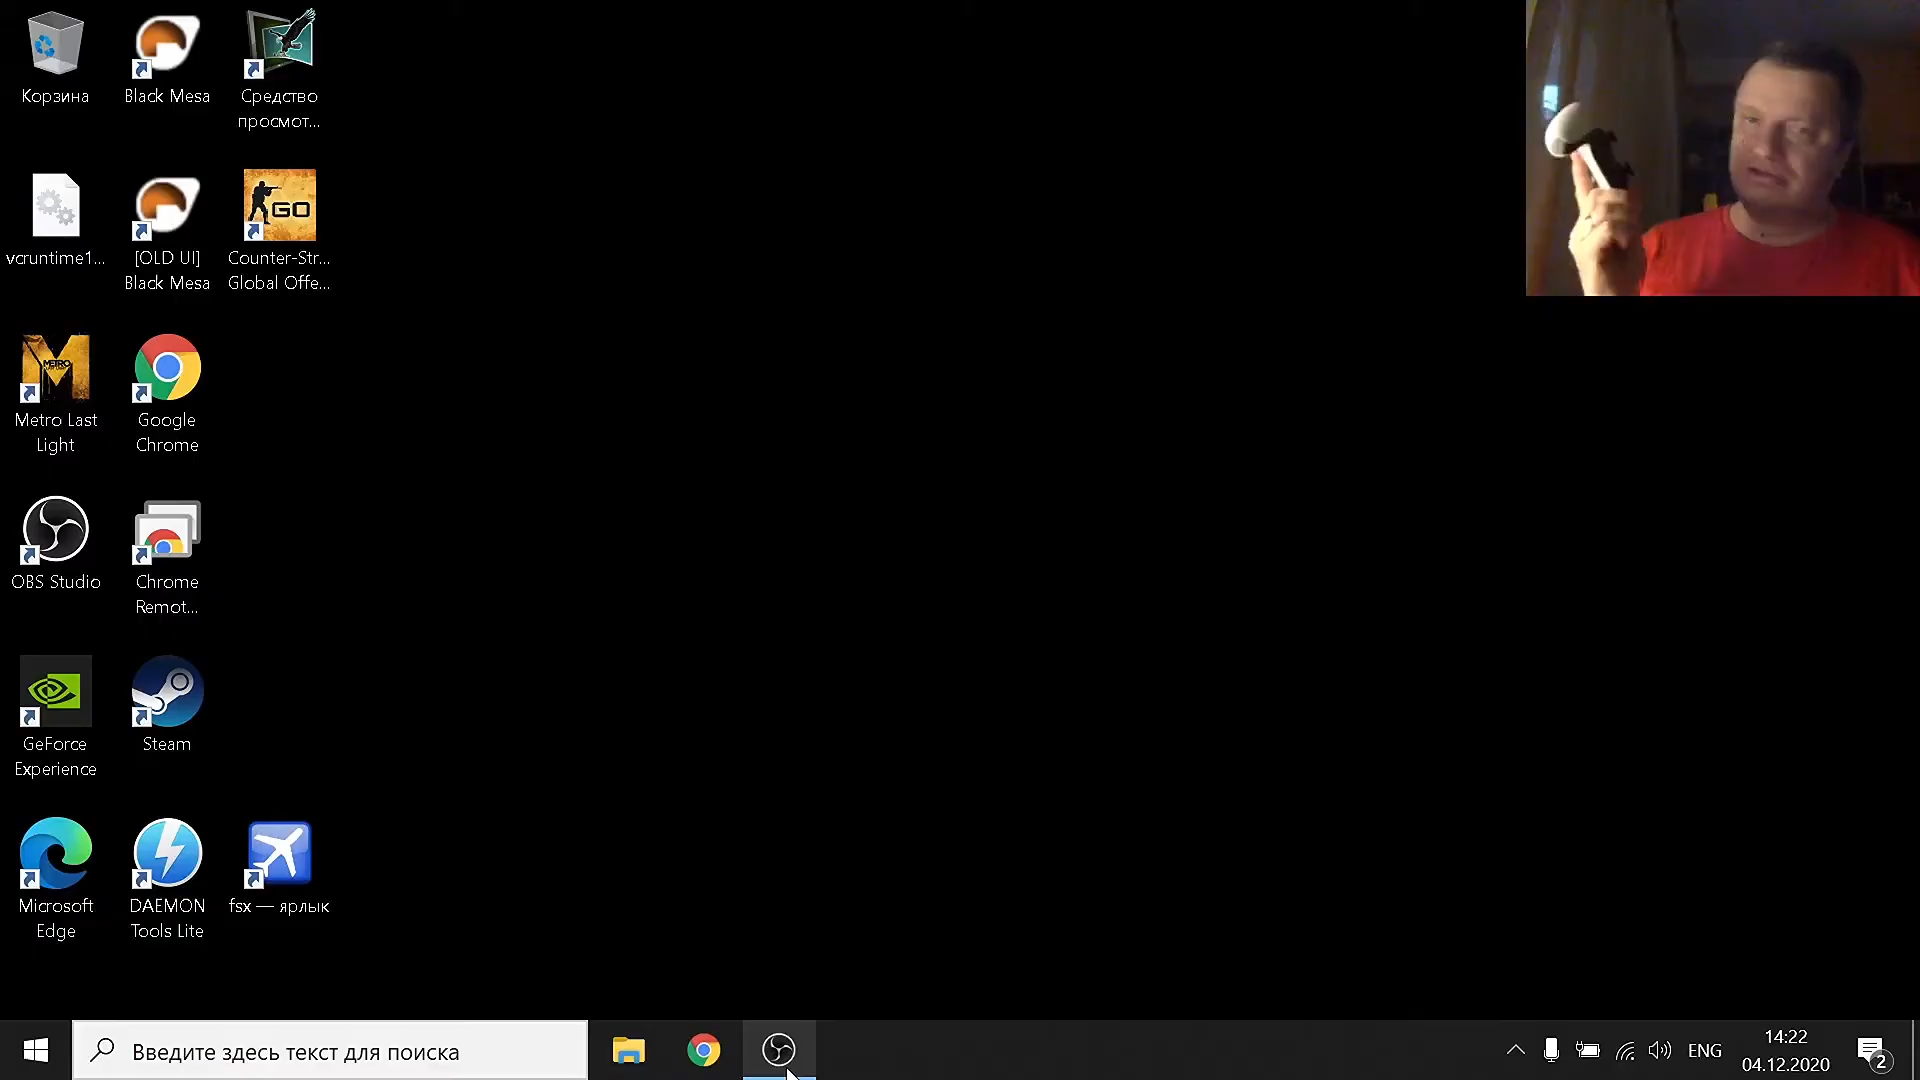 Корзина
Black Mesa
Средство
просмот...
vcruntime1...
[OLD UI]
Black Mesa
GO
Counter-Str...
Global Offe...
METRO
Metro Last
Light
Google
Chrome
OBS Studio
Chrome
Remot...
GeForce
Experience
Steam
Microsoft
Edge
DAEMON
Tools Lite
fsx — ярлык
Введите здесь текст для поиска
ENG
14:22
04.12.2020
2